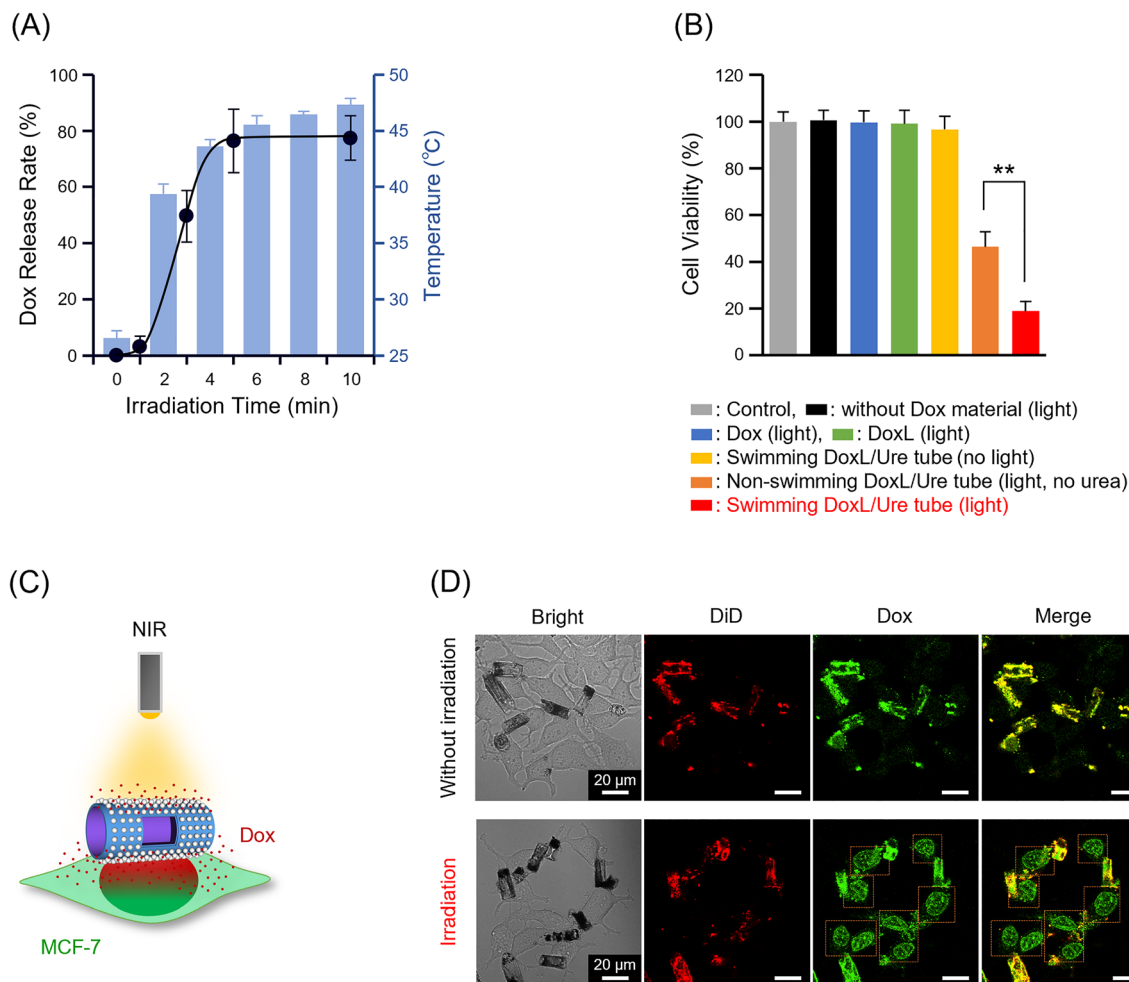 (A)
100
80
60
40
20
0
Dox Release Rate (%)
50
45
40
35
30
25
Temperature (℃)
0 2 4 6 8 10
Irradiation Time (min)
(B)
120
100
80
60
40
20
0
Cell Viability (%)
**
: Control, : without Dox material (light)
: Dox (light), : DoxL (light)
: Swimming DoxL/Ure tube (no light)
: Non-swimming DoxL/Ure tube (light, no urea)
: Swimming DoxL/Ure tube (light)
(C)
NIR
Dox
MCF-7
(D)
Bright DiD Dox Merge
Without irradiation
20 μm
Irradiation
20 μm